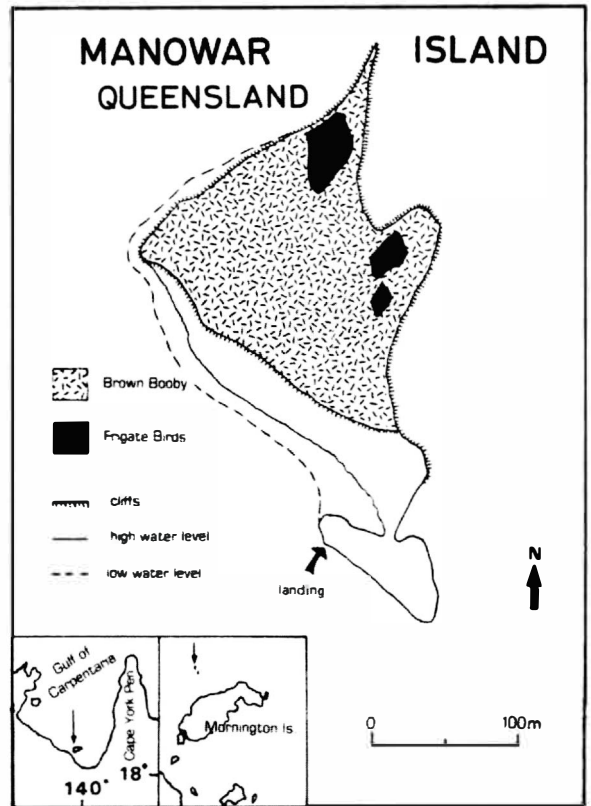 MANOWAR ISLAND
QUEENSLAND
Brown Booby
Frigate Birds
cliffs
high water level
low water level
landing
N
Gulf of
Carpentaria
Cape York Pen
140°
18°
Mornington Is.
0
100m